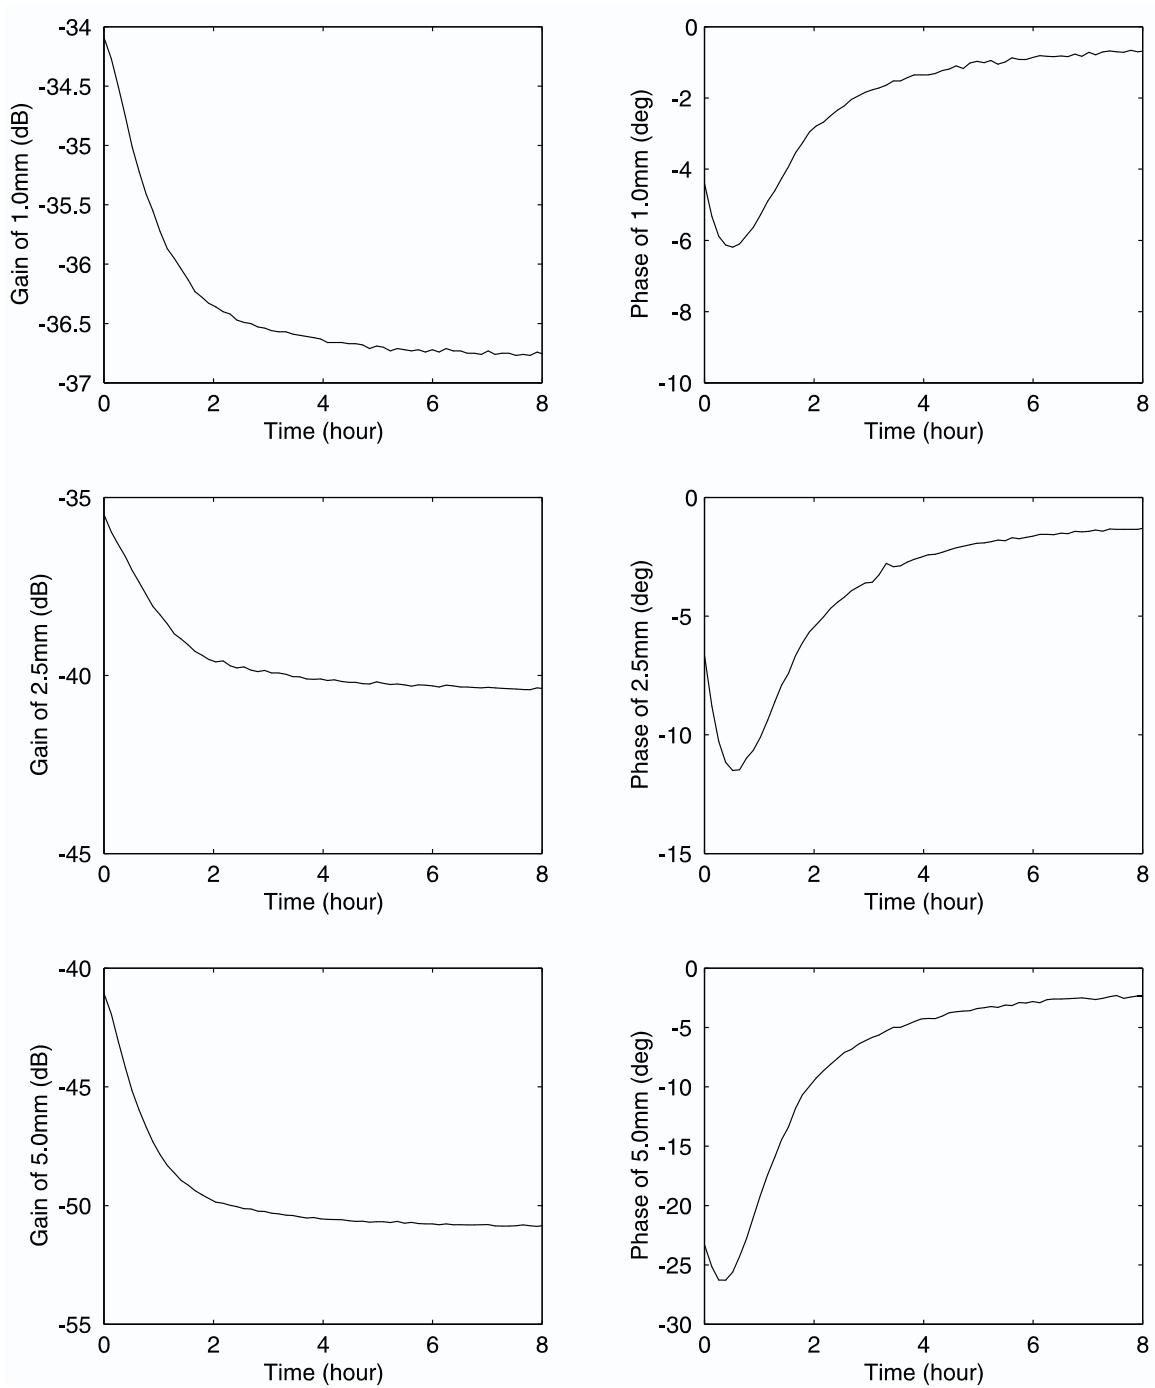 Gain of 1.0mm (dB)
-34
-34.5
-35
-35.5
-36
-36.5
-37
0 2 4 6 8
Time (hour)
Phase of 1.0mm (deg)
0
-2
-4
-6
-8
-10
0 2 4 6 8
Time (hour)
Gain of 2.5mm (dB)
-35
-40
-45
0 2 4 6 8
Time (hour)
Phase of 2.5mm (deg)
0
-5
-10
-15
0 2 4 6 8
Time (hour)
Gain of 5.0mm (dB)
-40
-45
-50
-55
0 2 4 6 8
Time (hour)
Phase of 5.0mm (deg)
0
-5
-10
-15
-20
-25
-30
0 2 4 6 8
Time (hour)